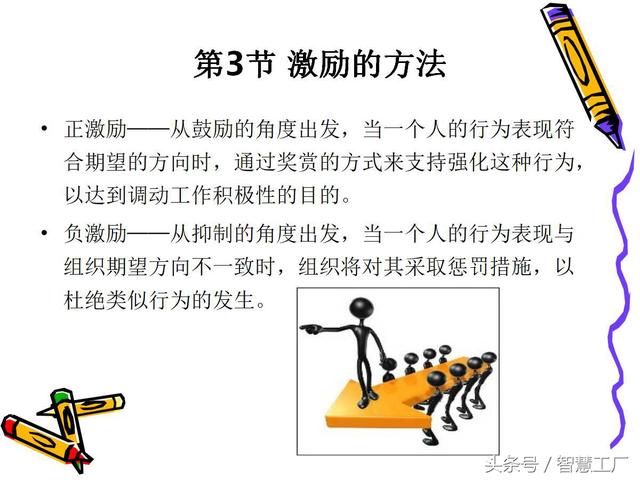 第3节 激励的方法
• 正激励——从鼓励的角度出发，当一个人的行为表现符
合期望的方向时，通过奖赏的方式来支持强化这种行为，
以达到调动工作积极性的目的。
• 负激励——从抑制的角度出发，当一个人的行为表现与
组织期望方向不一致时，组织将对其采取惩罚措施，以
杜绝类似行为的发生。
头条号／智慧工厂